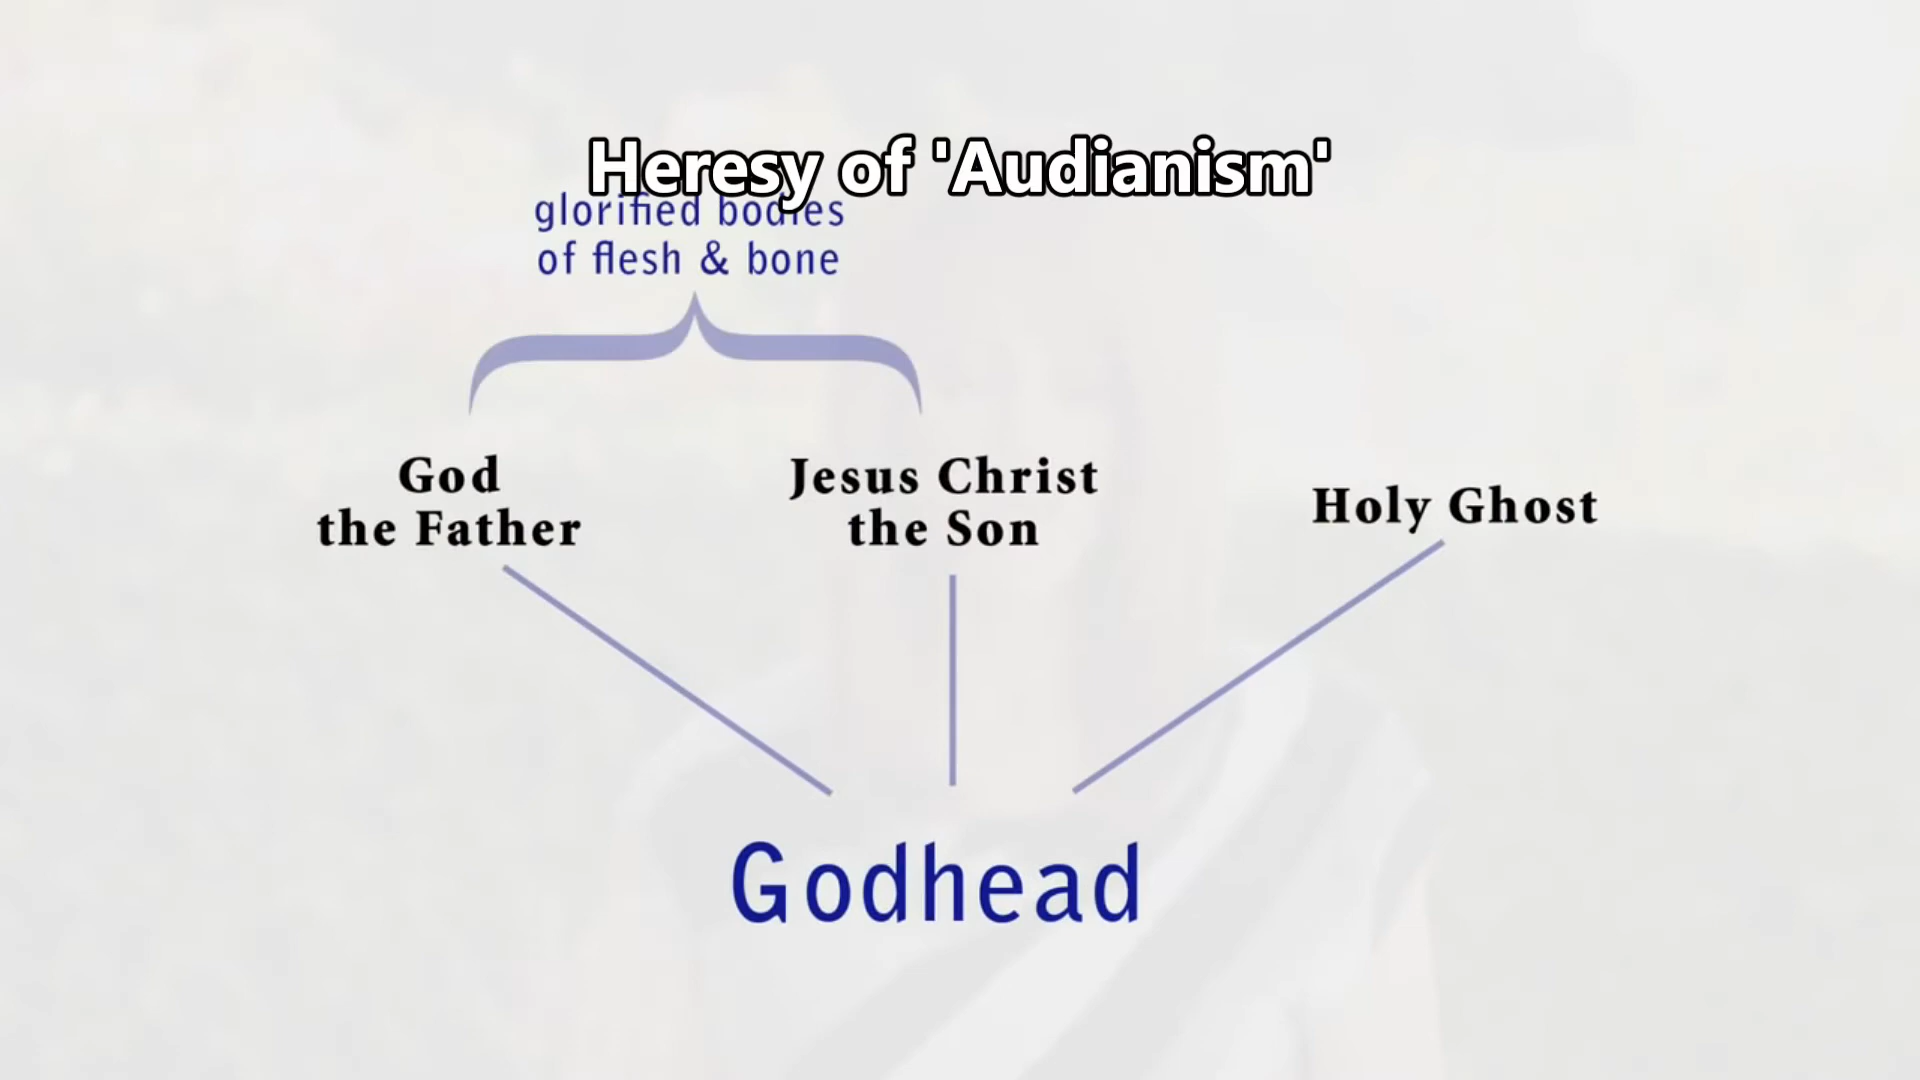 Heresy of 'Audianism'
glorified bodies
of flesh & bone
God
the Father
Jesus Christ
the Son
Holy Ghost
Godhead